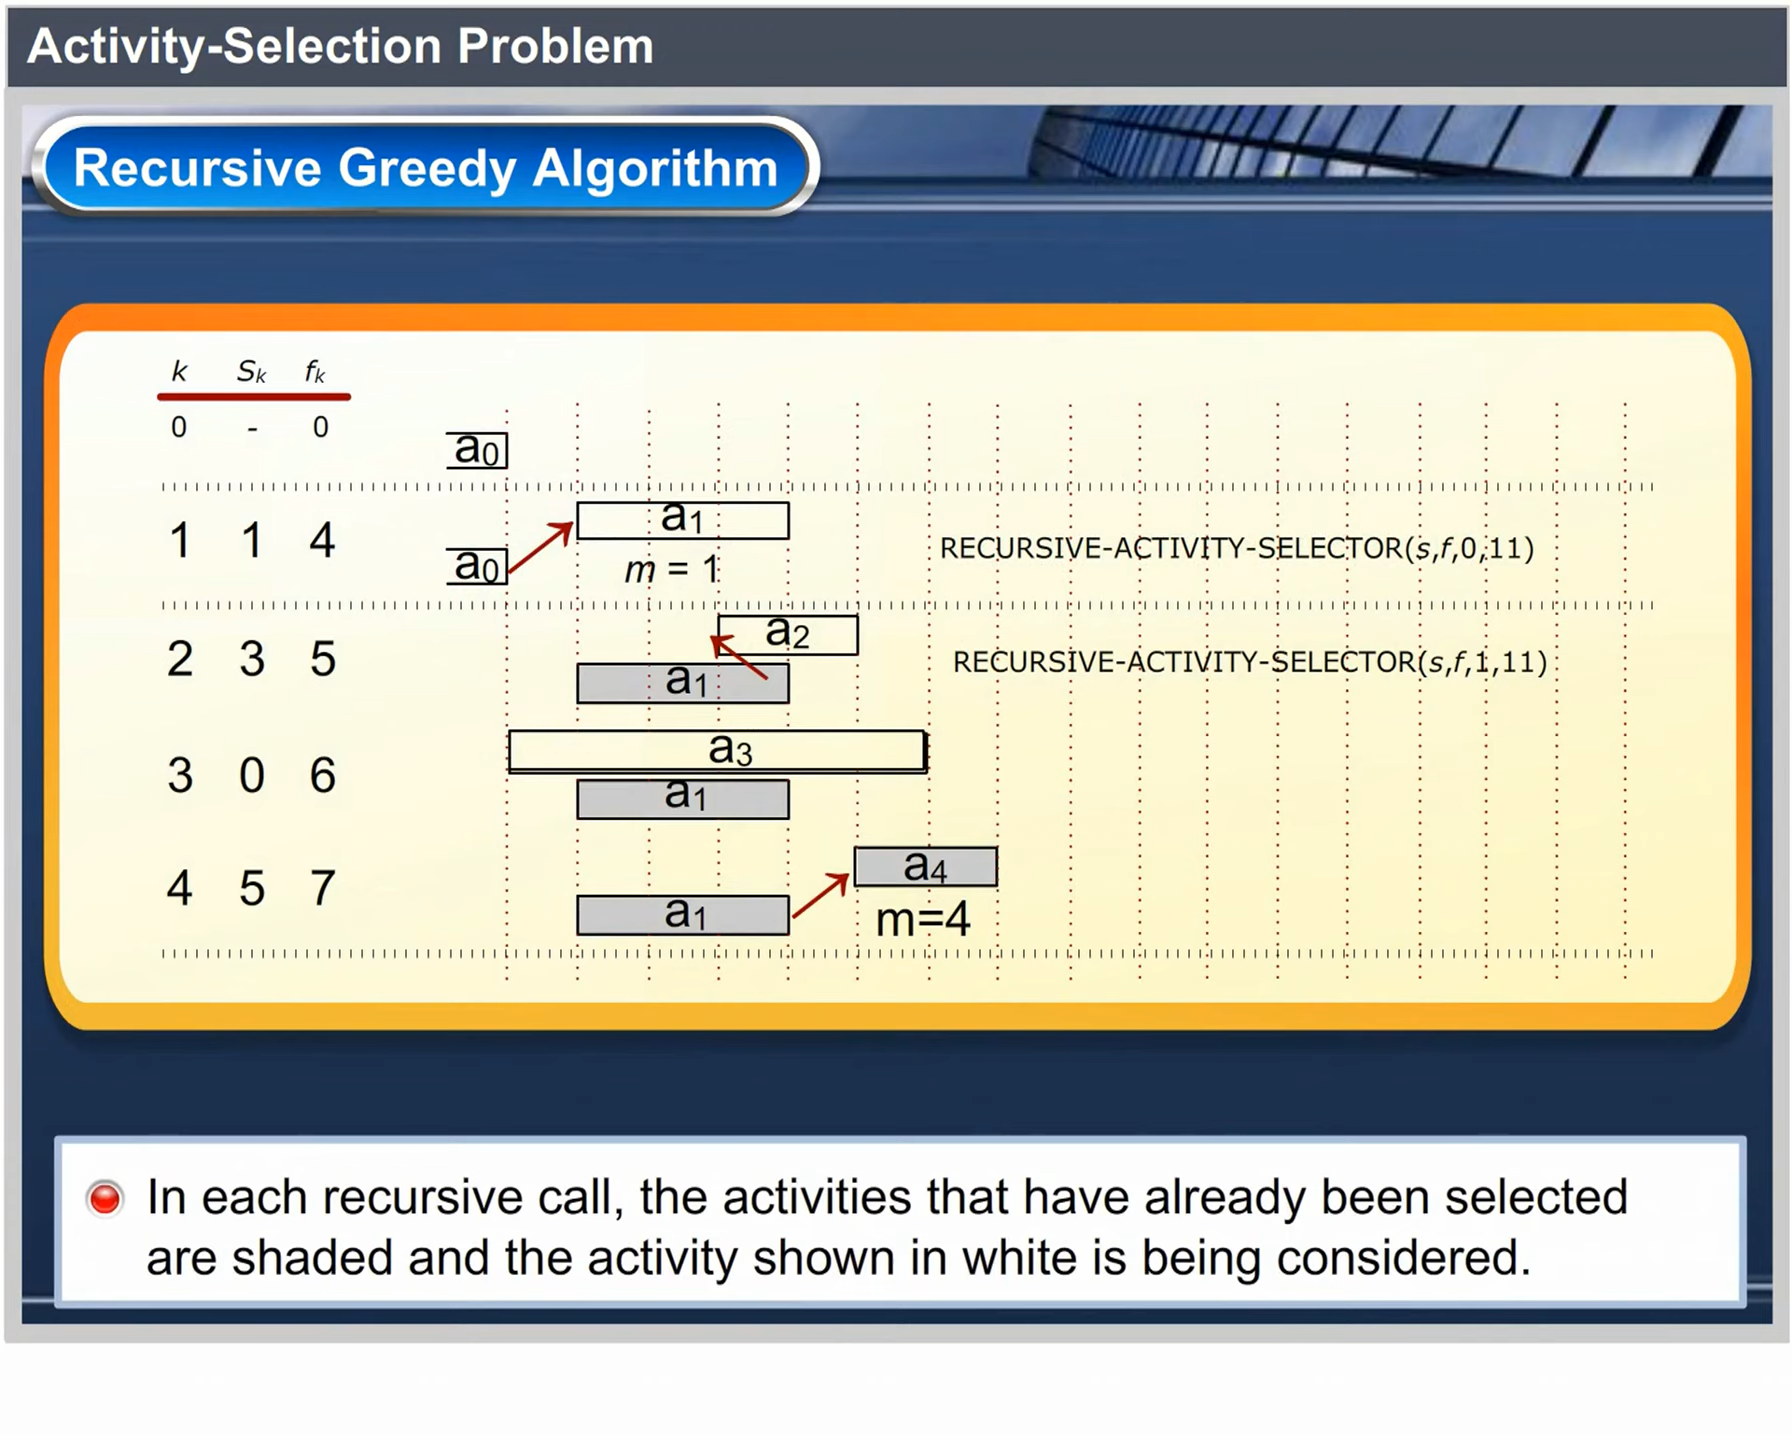 Activity-Selection Problem
Recursive Greedy Algorithm
k Sk fk
0 - 0
a0
1 1 4
a1
a0
m = 1
RECURSIVE-ACTIVITY-SELECTOR(s,f,0,11)
2 3 5
a2
a1
RECURSIVE-ACTIVITY-SELECTOR(s,f,1,11)
3 0 6
a3
a1
4 5 7
a4
a1
m=4
In each recursive call, the activities that have already been selected
are shaded and the activity shown in white is being considered.